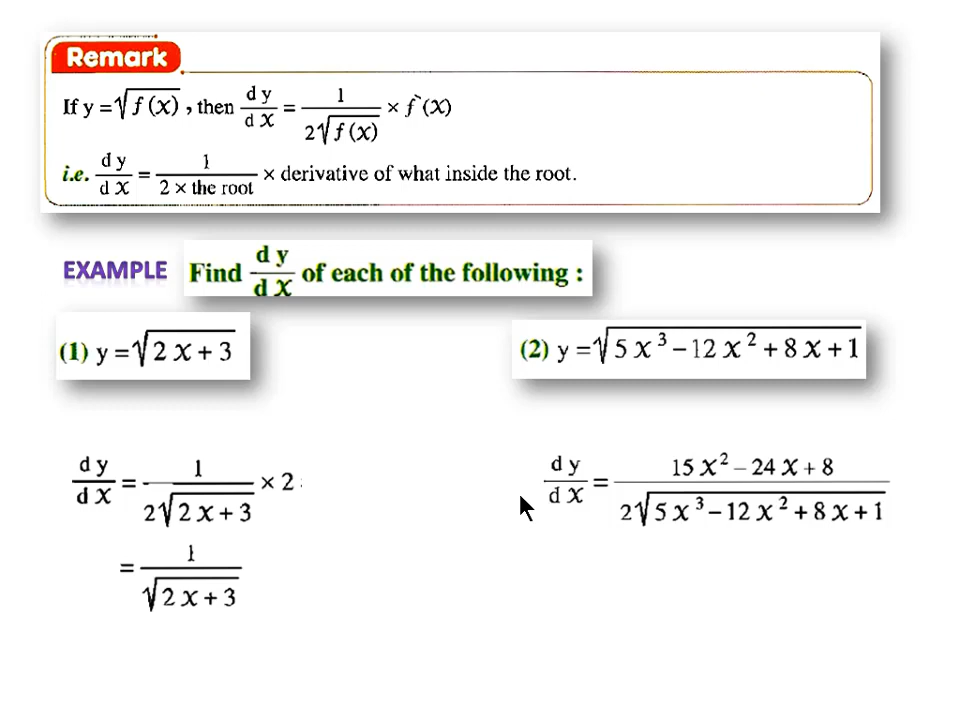 Remark
If y = √f(x) , then dy/dx = 1/(2√f(x)) × f`(x)
i.e. dy/dx = 1/(2 × the root) × derivative of what inside the root.
EXAMPLE Find dy/dx of each of the following :
(1) y = √(2x + 3)
(2) y = √(5x³ − 12x² + 8x + 1)
dy/dx = 1/(2√(2x + 3)) × 2
= 1/√(2x + 3)
dy/dx = (15x² − 24x + 8)/(2√(5x³ − 12x² + 8x + 1))